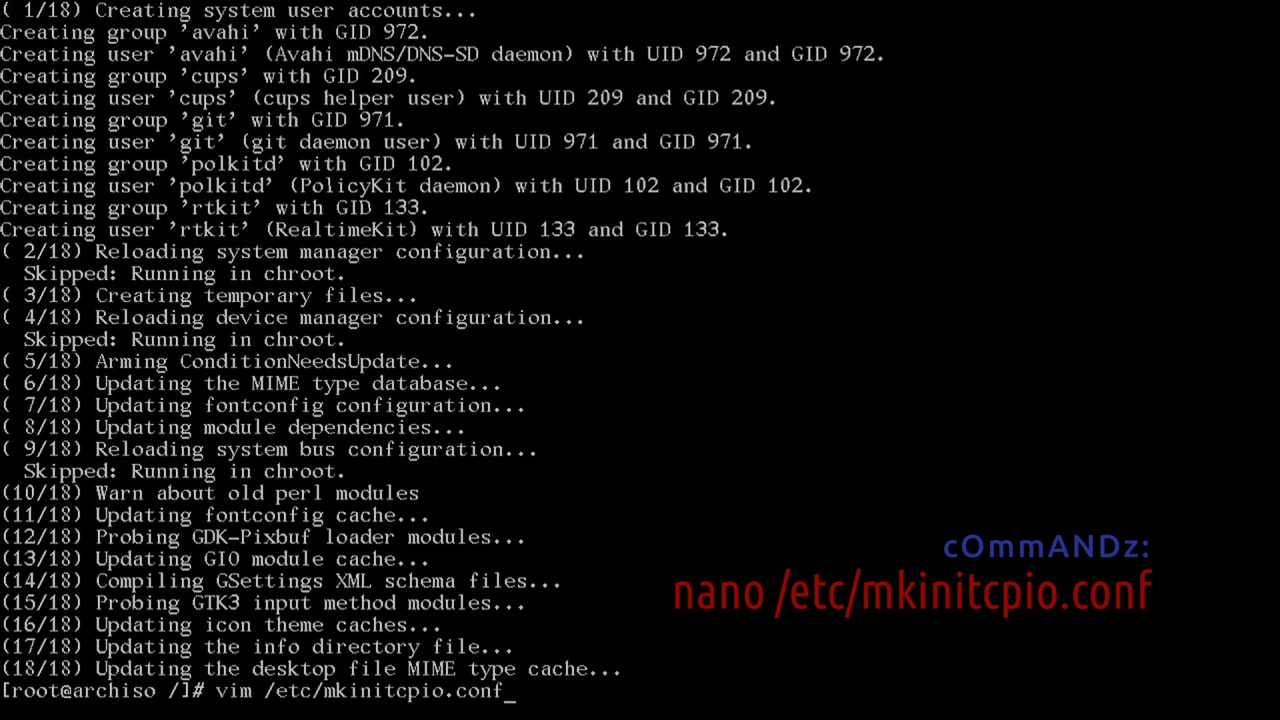 ( 1/18) Creating system user accounts...
Creating group 'avahi' with GID 972.
Creating user 'avahi' (Avahi mDNS/DNS-SD daemon) with UID 972 and GID 972.
Creating group 'cups' with GID 209.
Creating user 'cups' (cups helper user) with UID 209 and GID 209.
Creating group 'git' with GID 971.
Creating user 'git' (git daemon user) with UID 971 and GID 971.
Creating group 'polkitd' with GID 102.
Creating user 'polkitd' (PolicyKit daemon) with UID 102 and GID 102.
Creating group 'rtkit' with GID 133.
Creating user 'rtkit' (RealtimeKit) with UID 133 and GID 133.
( 2/18) Reloading system manager configuration...
  Skipped: Running in chroot.
( 3/18) Creating temporary files...
( 4/18) Reloading device manager configuration...
  Skipped: Running in chroot.
( 5/18) Arming ConditionNeedsUpdate...
( 6/18) Updating the MIME type database...
( 7/18) Updating fontconfig configuration...
( 8/18) Updating module dependencies...
( 9/18) Reloading system bus configuration...
  Skipped: Running in chroot.
(10/18) Warn about old perl modules
(11/18) Updating fontconfig cache...
(12/18) Probing GDK-Pixbuf loader modules...
(13/18) Updating GIO module cache...
(14/18) Compiling GSettings XML schema files...
(15/18) Probing GTK3 input method modules...
(16/18) Updating icon theme caches...
(17/18) Updating the info directory file...
(18/18) Updating the desktop file MIME type cache...
[root@archiso /]# vim /etc/mkinitcpio.conf_
cOmmANDz:
nano /etc/mkinitcpio.conf